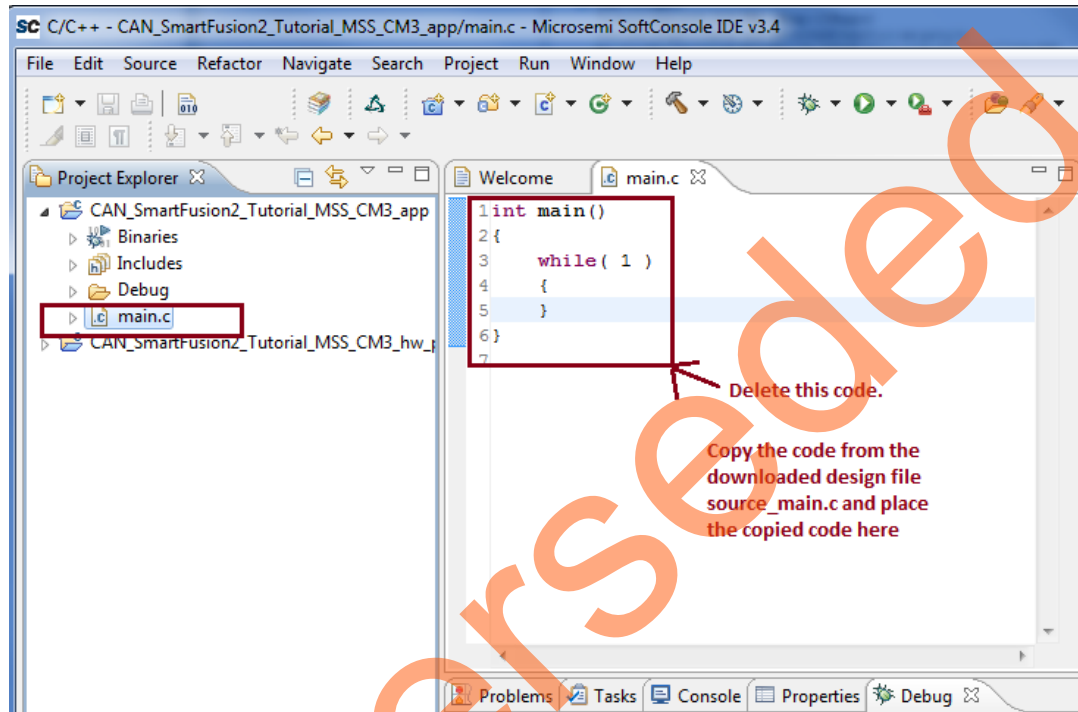 SC C/C++ - CAN_SmartFusion2_Tutorial_MSS_CM3_app/main.c - Microsemi SoftConsole IDE v3.4
File Edit Source Refactor Navigate Search Project Run Window Help
Project Explorer
Welcome main.c
CAN_SmartFusion2_Tutorial_MSS_CM3_app
Binaries
Includes
Debug
main.c
CAN_SmartFusion2_Tutorial_MSS_CM3_hw_p
1 int main()
2 {
3 while( 1 )
4 {
5 }
6 }
7
Delete this code.
Copy the code from the
downloaded design file
source_main.c and place
the copied code here
Problems Tasks Console Properties Debug
erseded